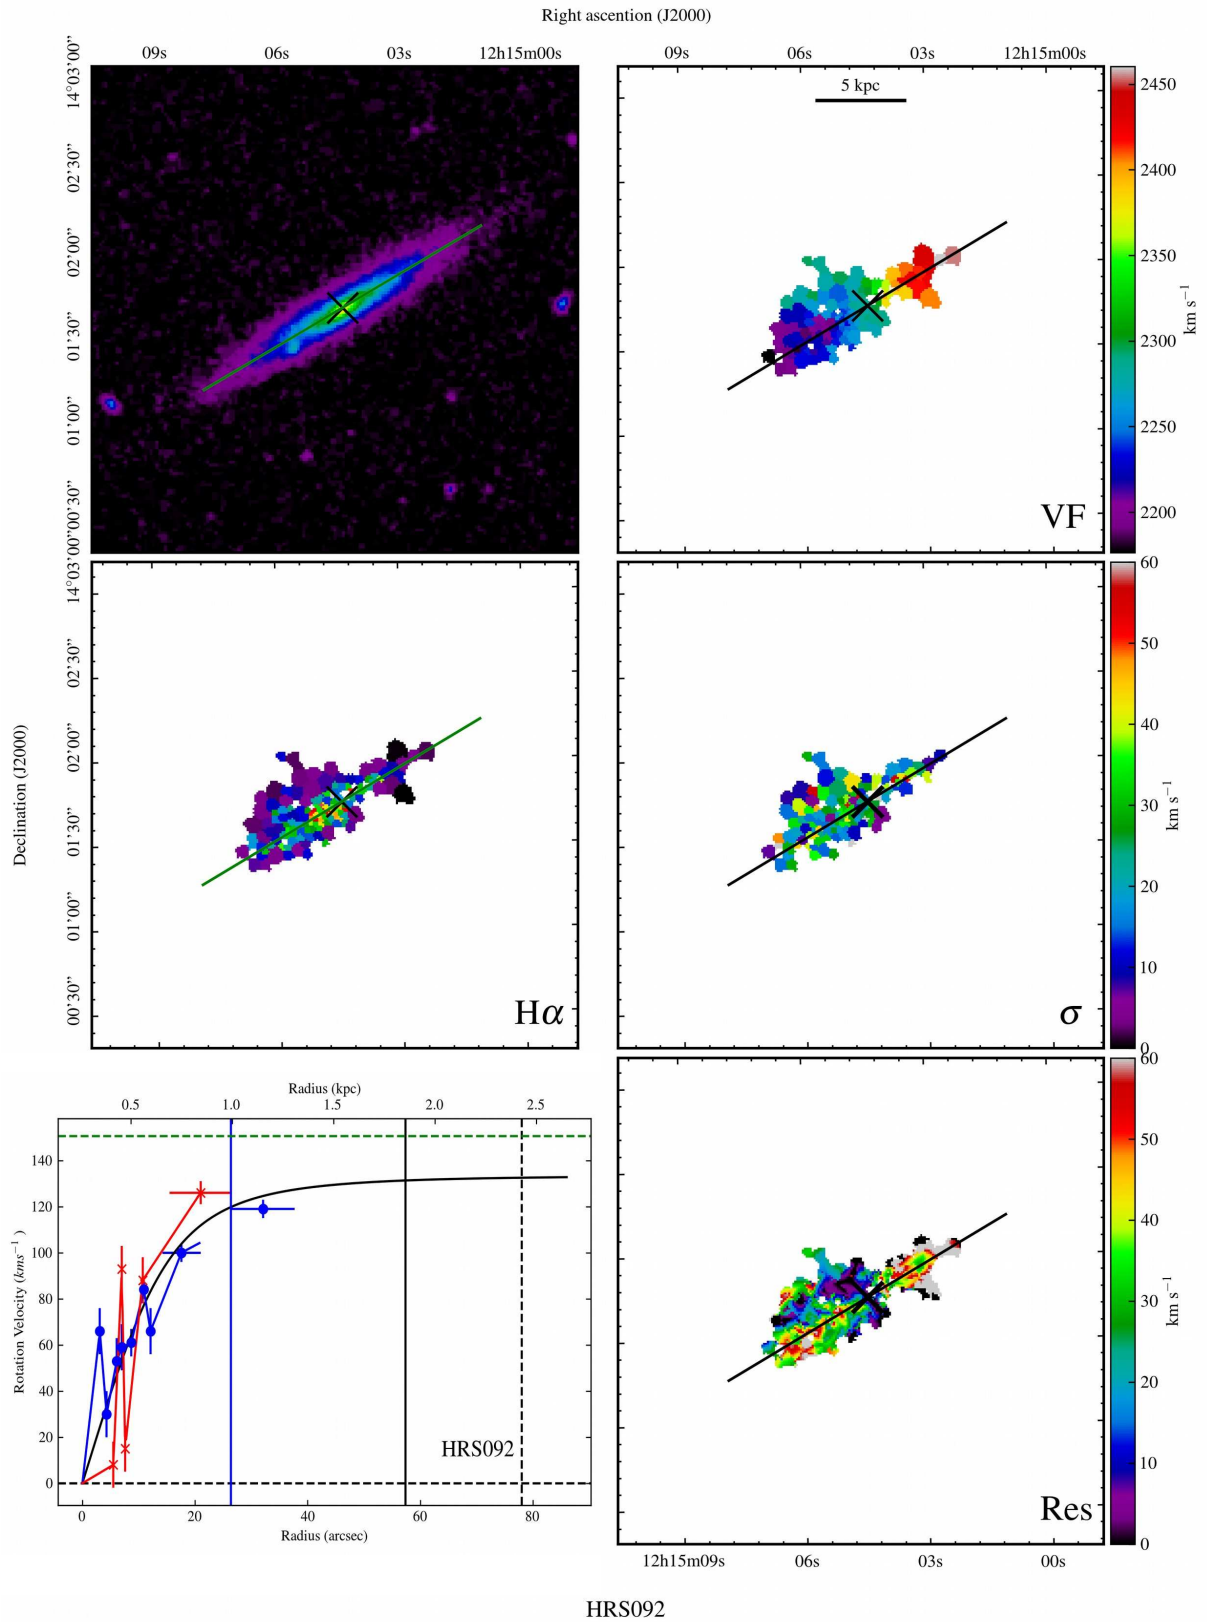 Right ascention (J2000)
09s 06s 03s 12h15m00s
09s 06s 03s 12h15m00s
14°03’00”
02’30”
02’00”
01’30”
01’00”
00’30”
5 kpc
VF
2450
2400
2350
2300
2250
2200
km s⁻¹
Declination (J2000)
14°03’00”
02’30”
02’00”
01’30”
01’00”
00’30”
Hα
σ
60
50
40
30
20
10
0
km s⁻¹
Radius (kpc)
0.5 1.0 1.5 2.0 2.5
Rotation Velocity (kms⁻¹ )
140
120
100
80
60
40
20
0
HRS092
0 20 40 60 80
Radius (arcsec)
Res
60
50
40
30
20
10
0
km s⁻¹
12h15m09s 06s 03s 00s
HRS092